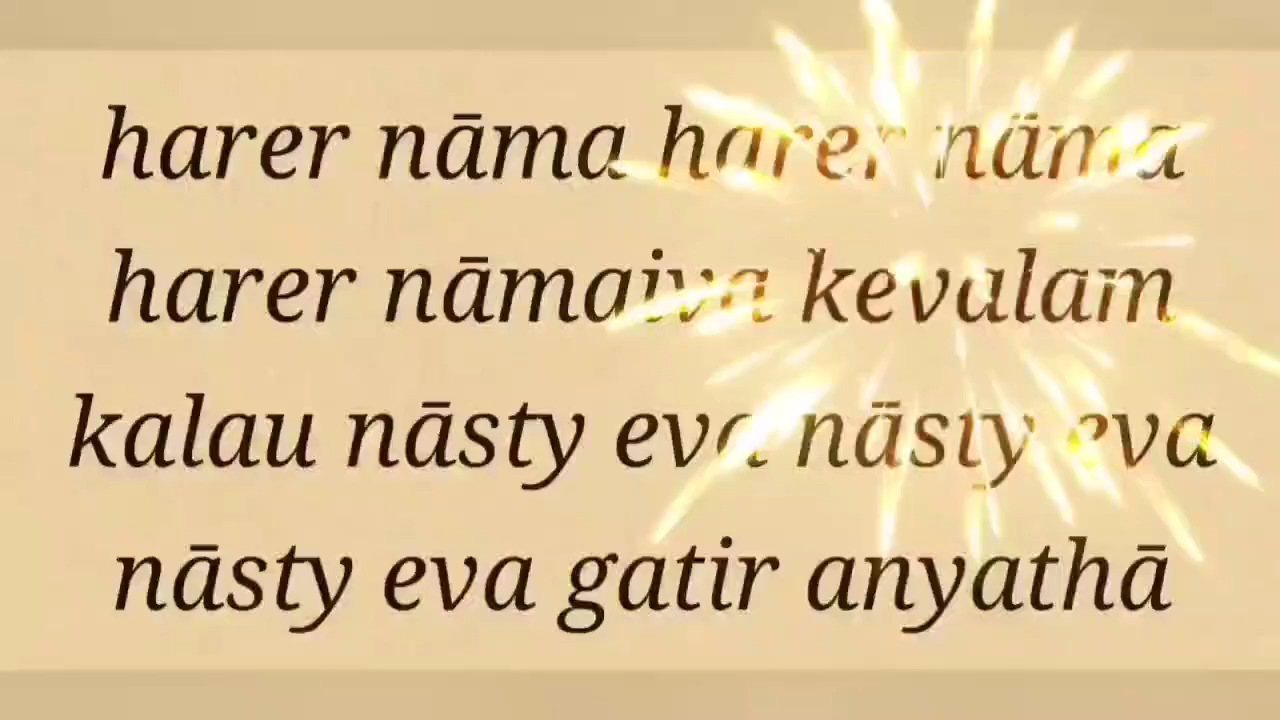 harer nāma harer nāma
harer nāmaiva kevalam
kalau nāsty eva nāsty eva
nāsty eva gatir anyathā